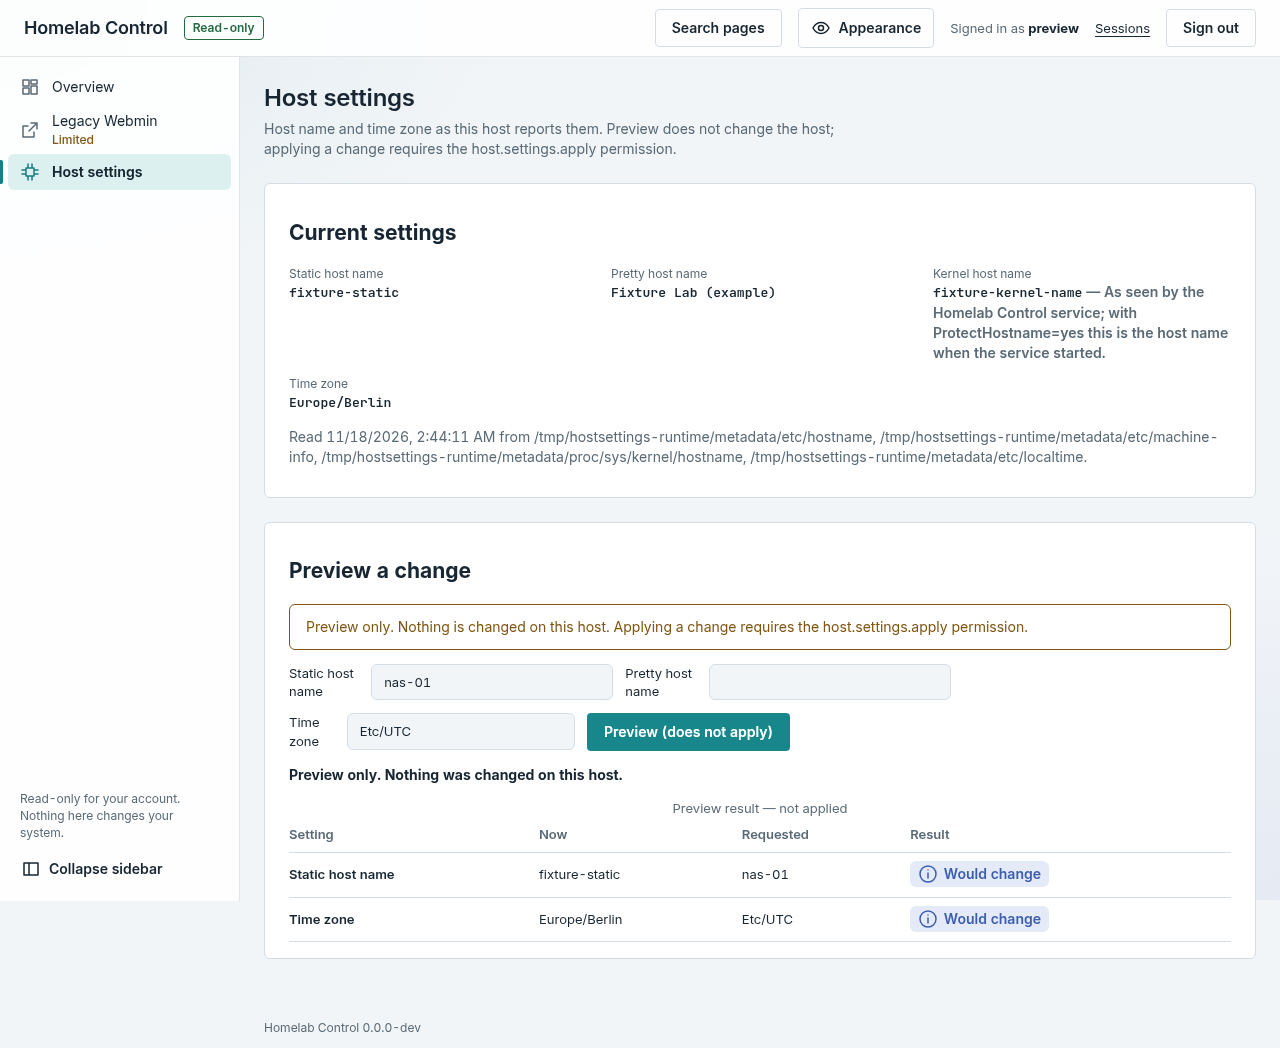 Homelab Control
Read-only
Search pages
Appearance
Signed in as preview
Sessions
Sign out
Overview
Legacy Webmin
Limited
Host settings
Read-only for your account.
Nothing here changes your
system.
Collapse sidebar
Host settings
Host name and time zone as this host reports them. Preview does not change the host;
applying a change requires the host.settings.apply permission.
Current settings
Static host name
fixture-static
Pretty host name
Fixture Lab (example)
Kernel host name
fixture-kernel-name — As seen by the
Homelab Control service; with
ProtectHostname=yes this is the host name
when the service started.
Time zone
Europe/Berlin
Read 11/18/2026, 2:44:11 AM from /tmp/hostsettings-runtime/metadata/etc/hostname, /tmp/hostsettings-runtime/metadata/etc/machine-
info, /tmp/hostsettings-runtime/metadata/proc/sys/kernel/hostname, /tmp/hostsettings-runtime/metadata/etc/localtime.
Preview a change
Preview only. Nothing is changed on this host. Applying a change requires the host.settings.apply permission.
Static host
name
nas-01
Pretty host
name
Time
zone
Etc/UTC
Preview (does not apply)
Preview only. Nothing was changed on this host.
Preview result — not applied
Setting Now Requested Result
Static host name fixture-static nas-01 Would change
Time zone Europe/Berlin Etc/UTC Would change
Homelab Control 0.0.0-dev